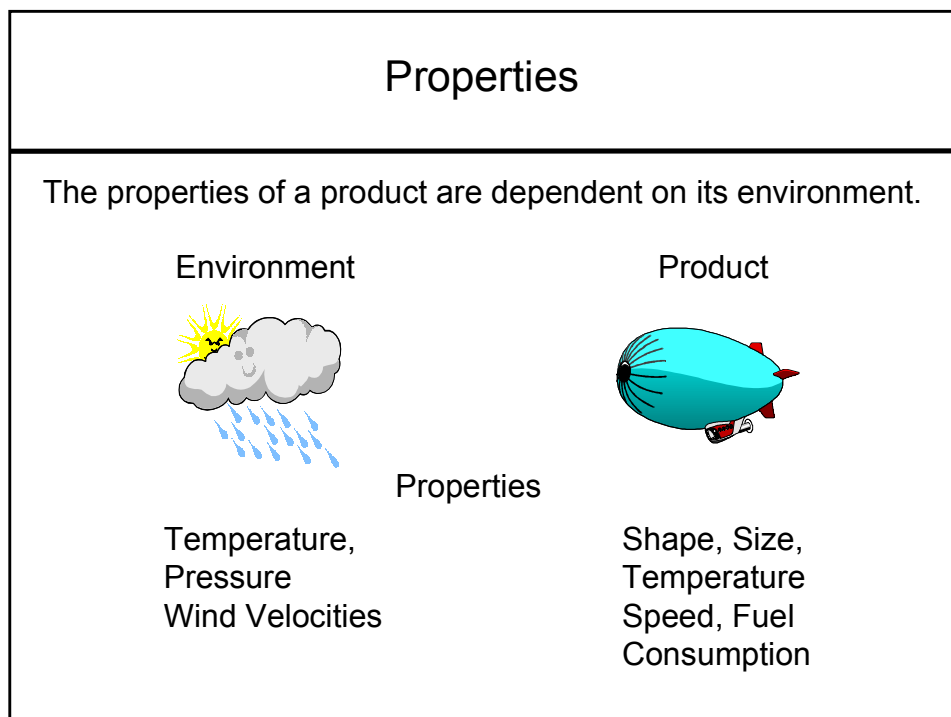 Properties
The properties of a product are dependent on its environment.
Environment
Product
Properties
Temperature,
Pressure
Wind Velocities
Shape, Size,
Temperature
Speed, Fuel
Consumption